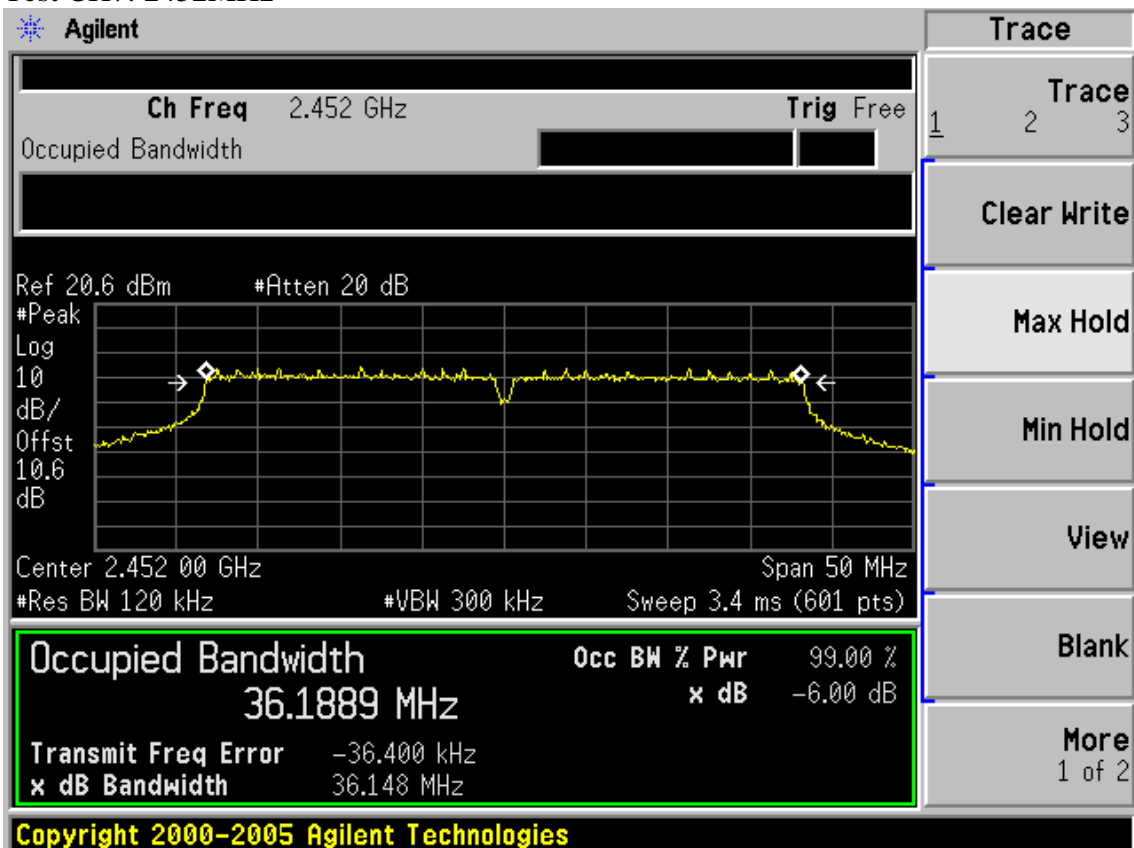 Agilent
Trace
Ch Freq 2.452 GHz Trig Free
Occupied Bandwidth
Trace
1 2 3
Clear Write
Max Hold
Min Hold
View
Blank
More
1 of 2
Ref 20.6 dBm #Atten 20 dB
#Peak
Log
10
dB/
Offst
10.6
dB
Center 2.452 00 GHz Span 50 MHz
#Res BW 120 kHz #VBW 300 kHz Sweep 3.4 ms (601 pts)
Occupied Bandwidth Occ BW % Pwr 99.00 %
36.1889 MHz x dB -6.00 dB
Transmit Freq Error -36.400 kHz
x dB Bandwidth 36.148 MHz
Copyright 2000-2005 Agilent Technologies